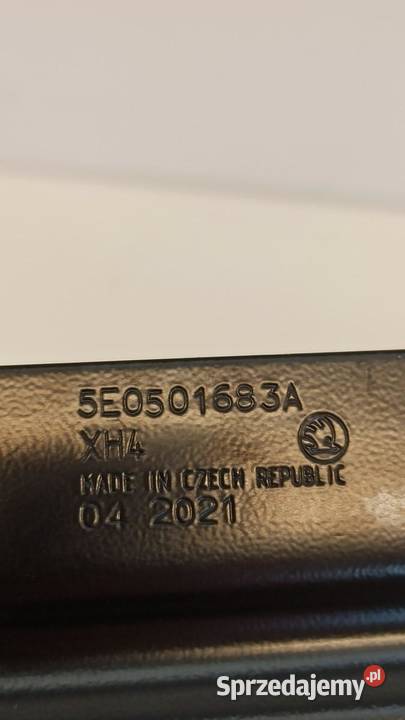 5E0501683A
XH4
MADE IN CZECH REPUBLIC
04 2021
Sprzedajemy.pl